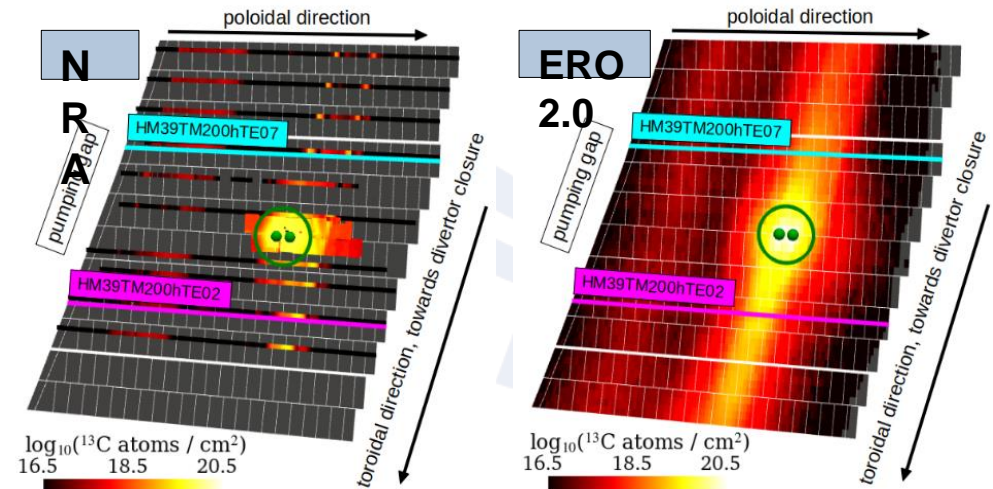 poloidal direction
N
R
A
HM39TM200hTE07
pumping gap
HM39TM200hTE02
toroidal direction, towards divertor closure
log₁₀(¹³C atoms / cm²)
16.5 18.5 20.5
poloidal direction
ERO
2.0
HM39TM200hTE07
pumping gap
HM39TM200hTE02
toroidal direction, towards divertor closure
log₁₀(¹³C atoms / cm²)
16.5 18.5 20.5